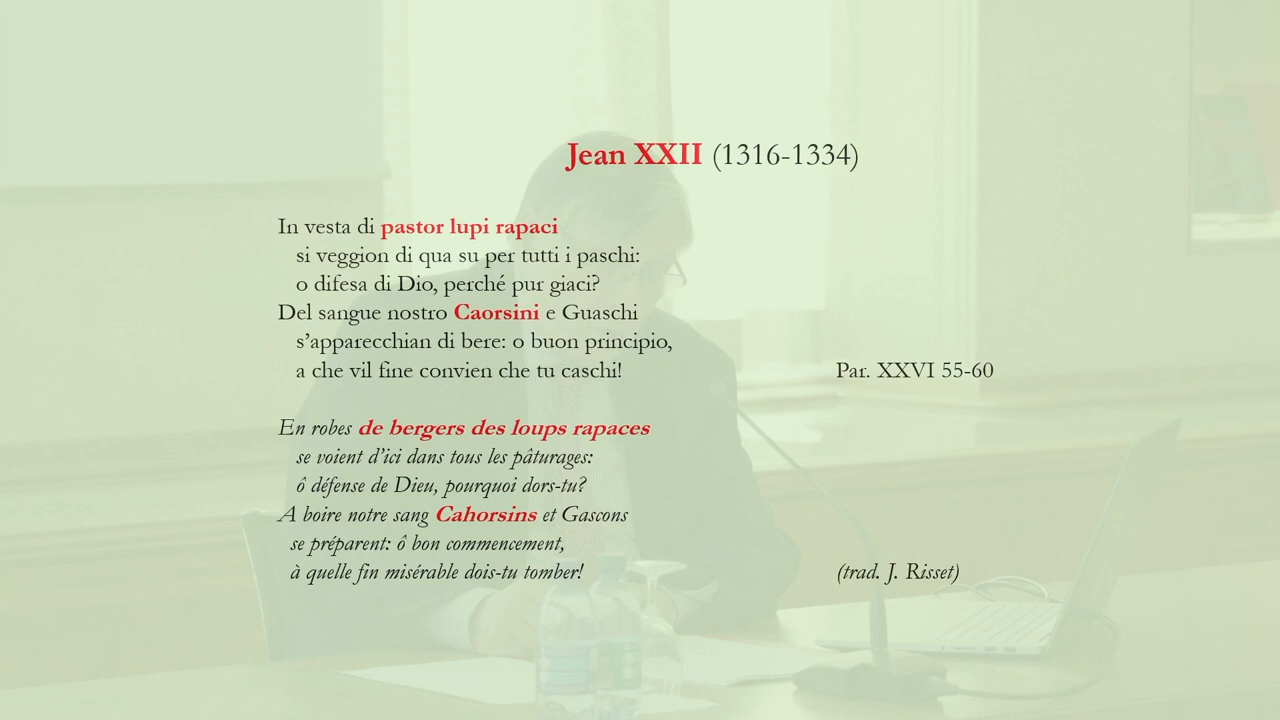 Jean XXII (1316-1334)
In vesta di pastor lupi rapaci
si veggion di qua su per tutti i paschi:
o difesa di Dio, perché pur giaci?
Del sangue nostro Caorsini e Guaschi
s’apparecchian di bere: o buon principio,
a che vil fine convien che tu caschi!
Par. XXVI 55-60
En robes de bergers des loups rapaces
se voient d’ici dans tous les pâturages:
ô défense de Dieu, pourquoi dors-tu?
A boire notre sang Cahorsins et Gascons
se préparent: ô bon commencement,
à quelle fin misérable dois-tu tomber!
(trad. J. Risset)